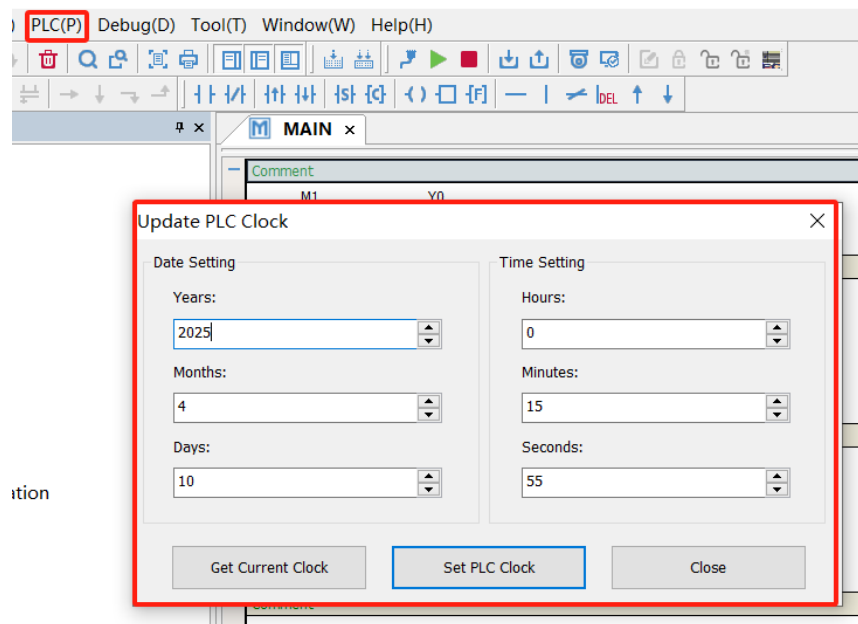 ) PLC(P) Debug(D) Tool(T) Window(W) Help(H)
S C F DEL
MAIN
Comment
M1 Y0
Update PLC Clock
Date Setting
Time Setting
Years:
Hours:
2025
0
Months:
Minutes:
4
15
Days:
Seconds:
10
55
ation
Get Current Clock
Set PLC Clock
Close
Comment